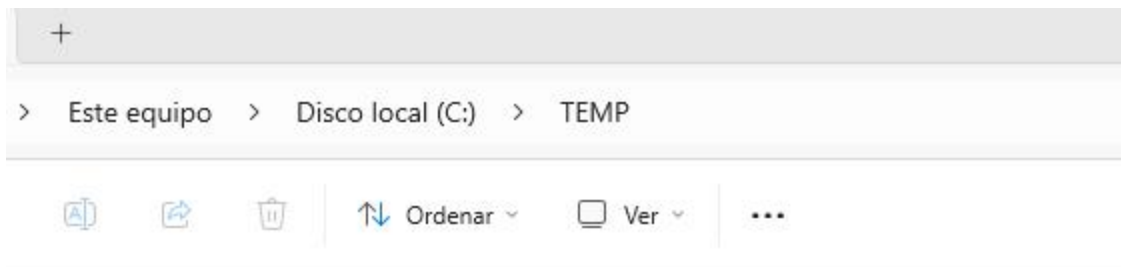 +
> Este equipo > Disco local (C:) > TEMP
Ordenar Ver ...